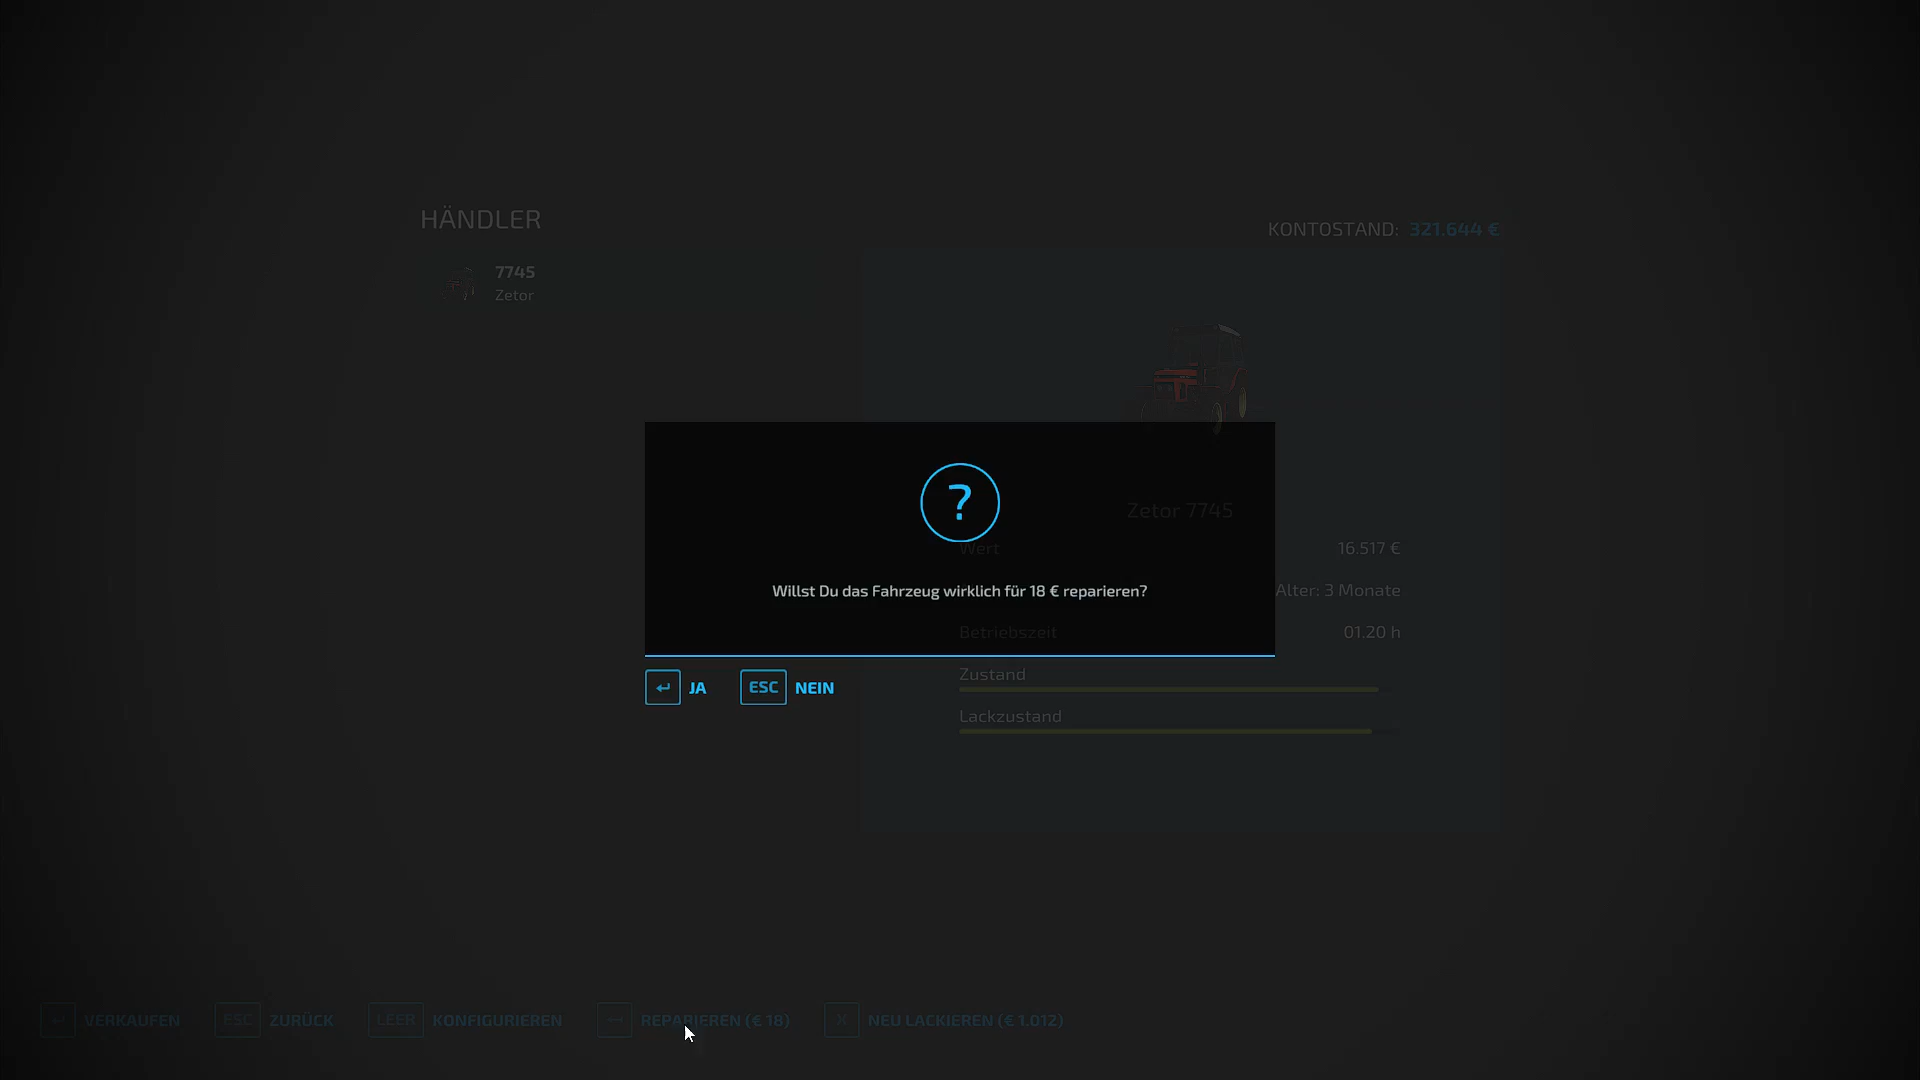 HÄNDLER
KONTOSTAND: 321.644 €
7745
Zetor
?
Zetor 7745
Wert 16.517 €
Willst Du das Fahrzeug wirklich für 18 € reparieren?
Alter: 3 Monate
Betriebszeit 01.20 h
Zustand
JA ESC NEIN
Lackzustand
VERKAUFEN ESC ZURÜCK LEER KONFIGURIEREN REPARIEREN (€ 18) X NEU LACKIEREN (€ 1.012)